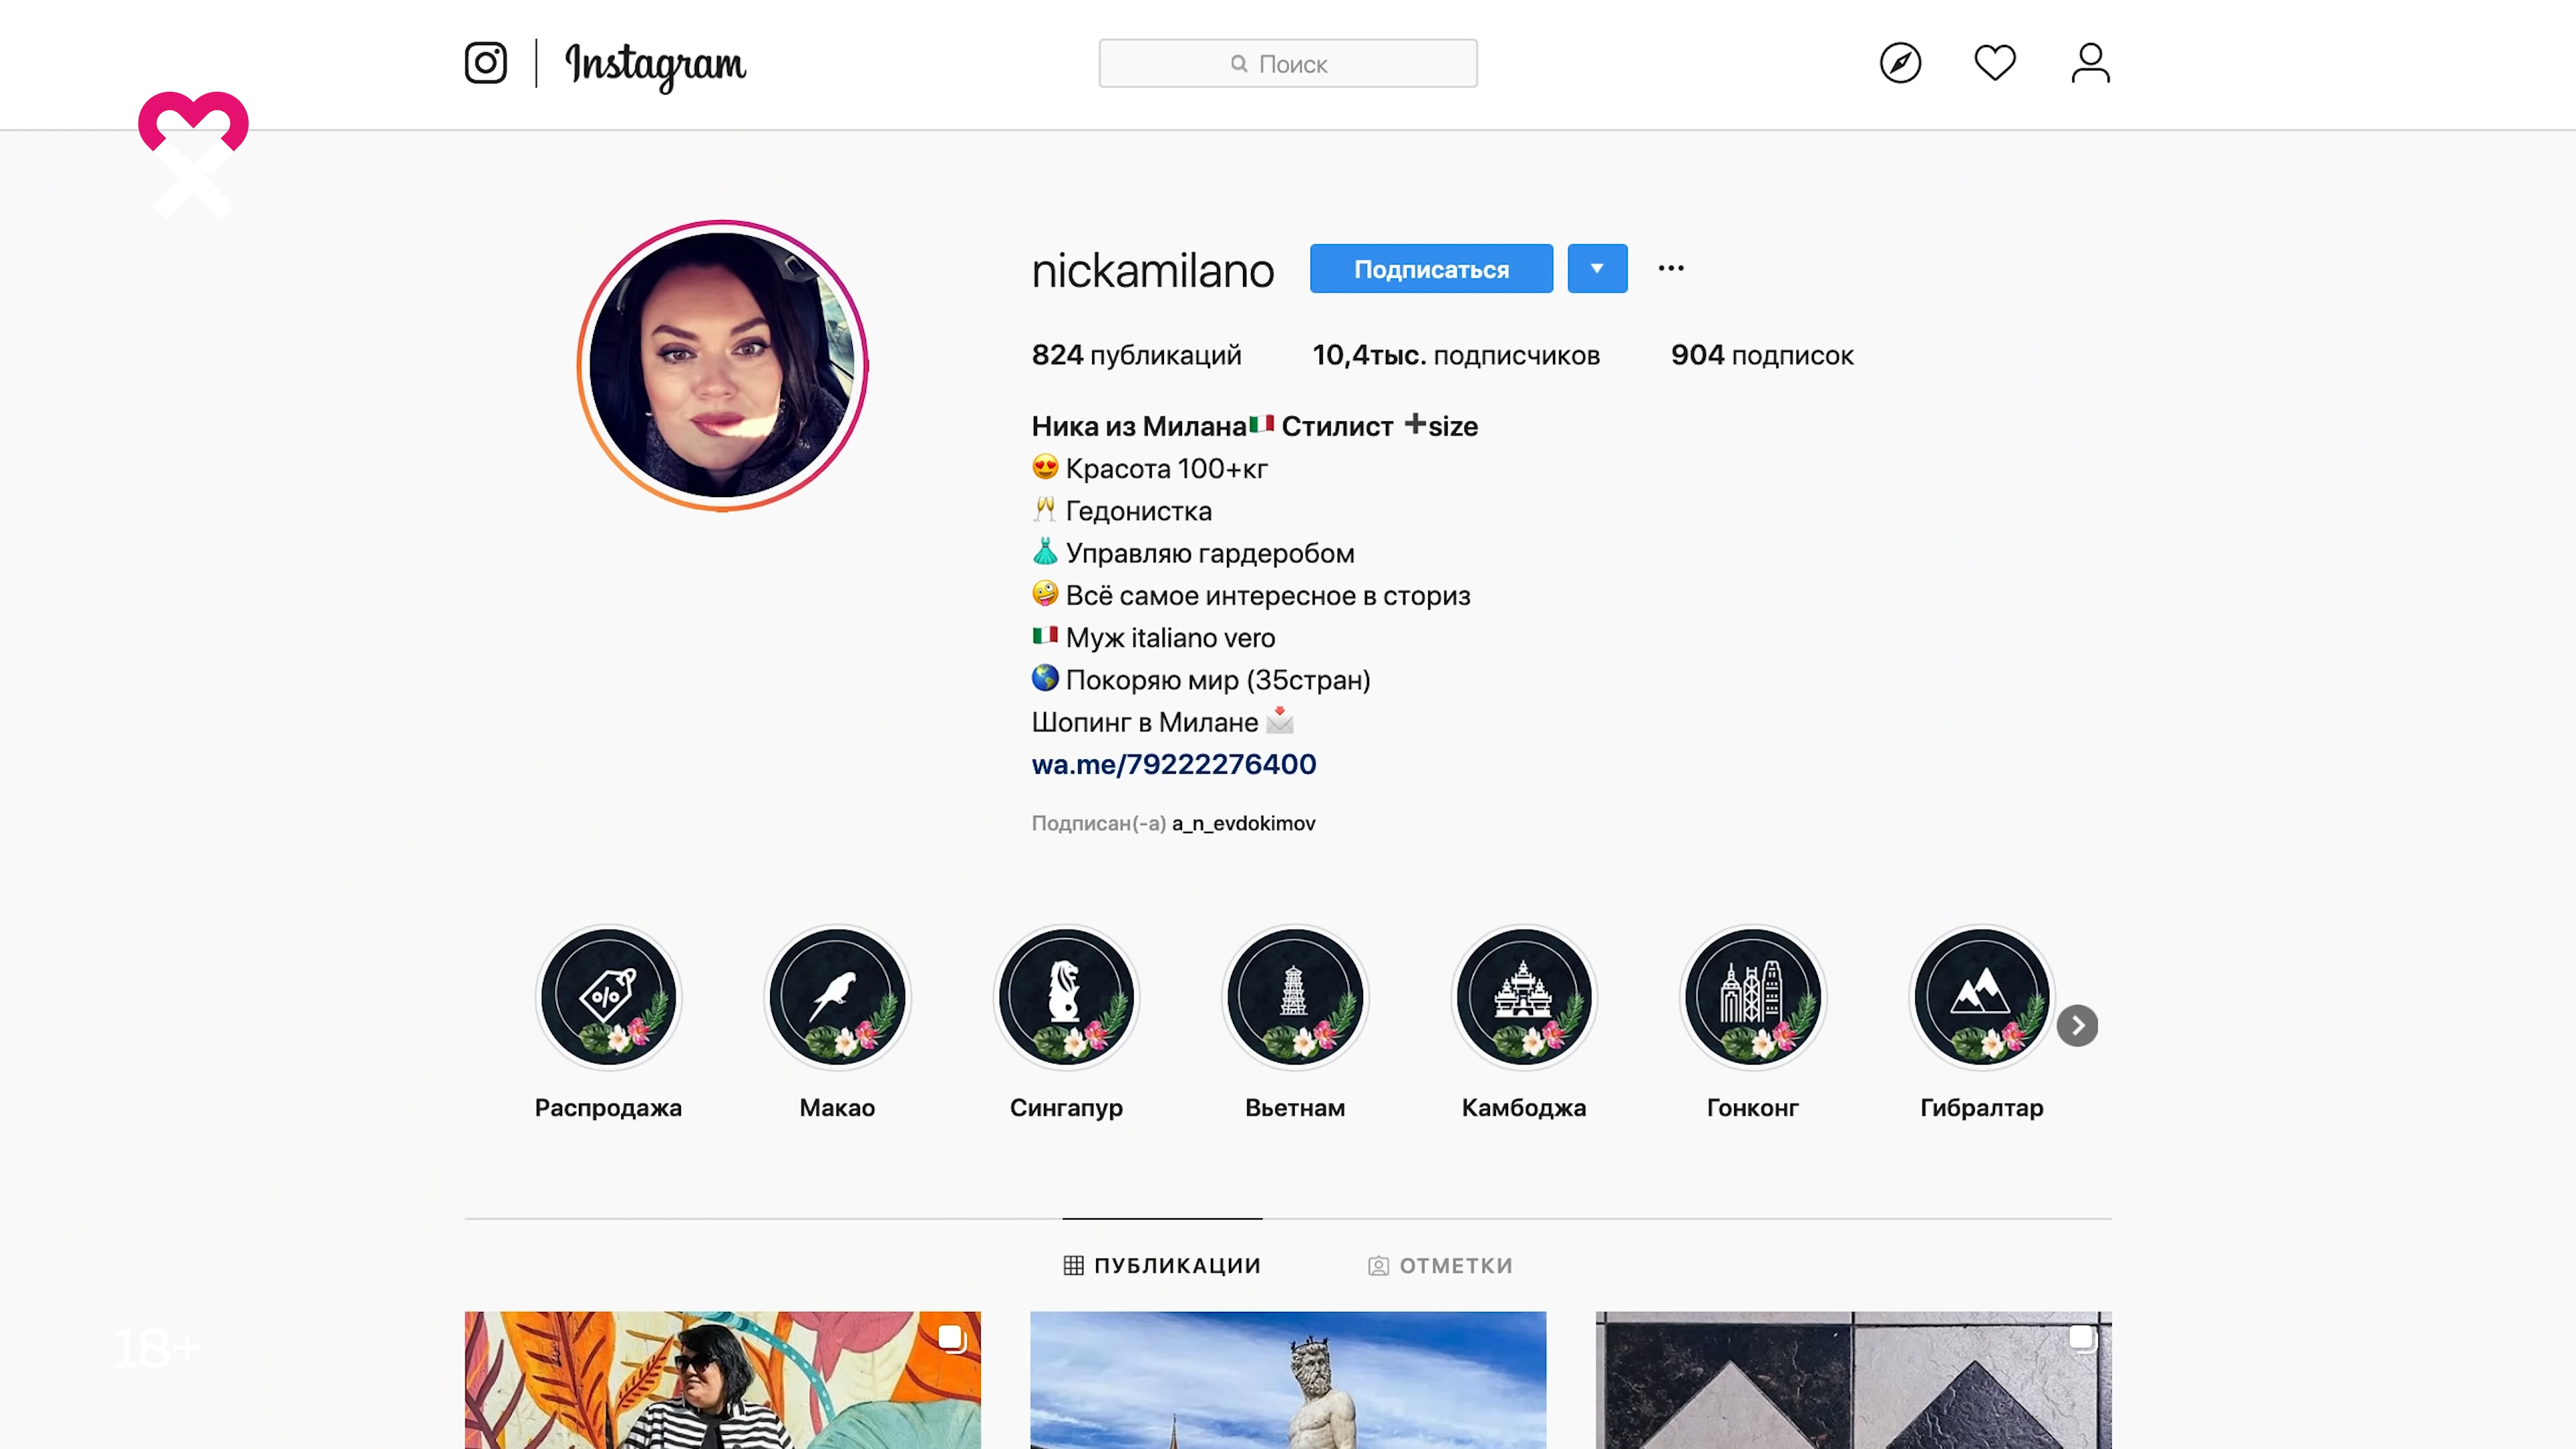 Instagram
Поиск
nickamilano
Подписаться
824 публикаций
10,4тыс. подписчиков
904 подписок
Ника из Милана🇮🇹 Стилист ➕size
😍 Красота 100+кг
🥂 Гедонистка
👗 Управляю гардеробом
🤪 Всё самое интересное в сториз
🇮🇹 Муж italiano vero
🌎 Покоряю мир (35стран)
Шопинг в Милане 📩
wa.me/79222276400
Подписан(-а) a_n_evdokimov
Распродажа
Макао
Сингапур
Вьетнам
Камбоджа
Гонконг
Гибралтар
ПУБЛИКАЦИИ
ОТМЕТКИ
18+